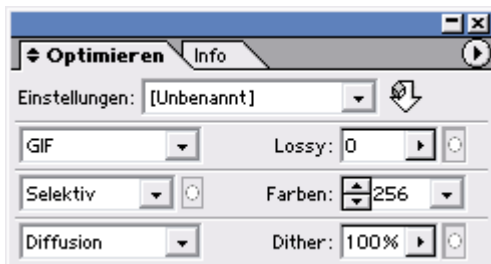 Optimieren Info
Einstellungen: [Unbenannt]
GIF Lossy: 0
Selektiv Farben: 256
Diffusion Dither: 100%